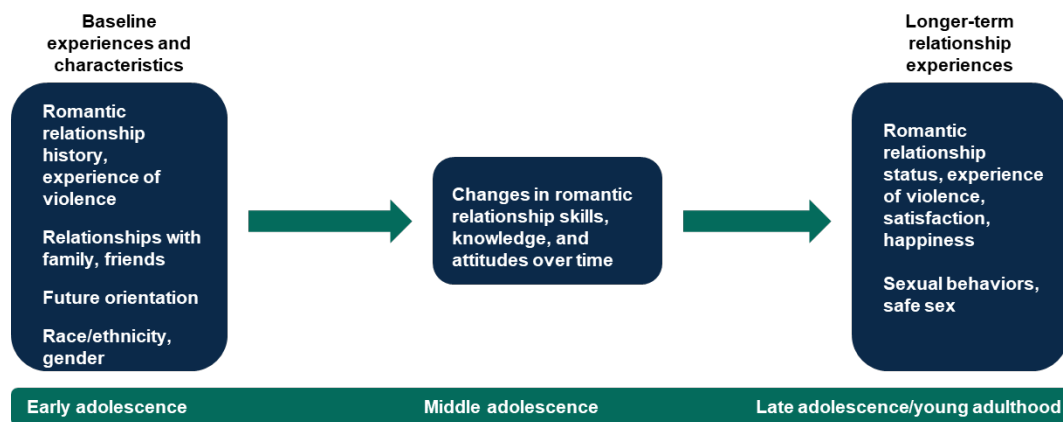 Baseline
experiences and
characteristics
Romantic
relationship
history,
experience of
violence
Relationships with
family, friends
Future orientation
Race/ethnicity,
gender
Changes in romantic
relationship skills,
knowledge, and
attitudes over time
Longer-term
relationship
experiences
Romantic
relationship
status, experience
of violence,
satisfaction,
happiness
Sexual behaviors,
safe sex
Early adolescence
Middle adolescence
Late adolescence/young adulthood